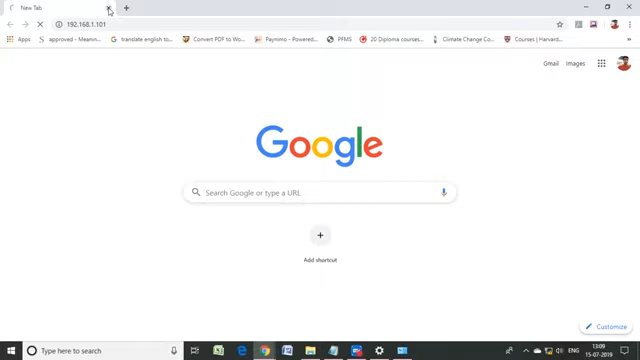 New Tab
192.168.1.101
Apps
approved - Meanin...
translate english to...
Convert PDF to Wo...
Paynimo - Powered...
PFMS
20 Diploma courses...
Climate Change Co...
Courses | Harvard...
»
Gmail Images
Google
Search Google or type a URL
Add shortcut
Customize
Type here to search
ENG
13:09
15-07-2019